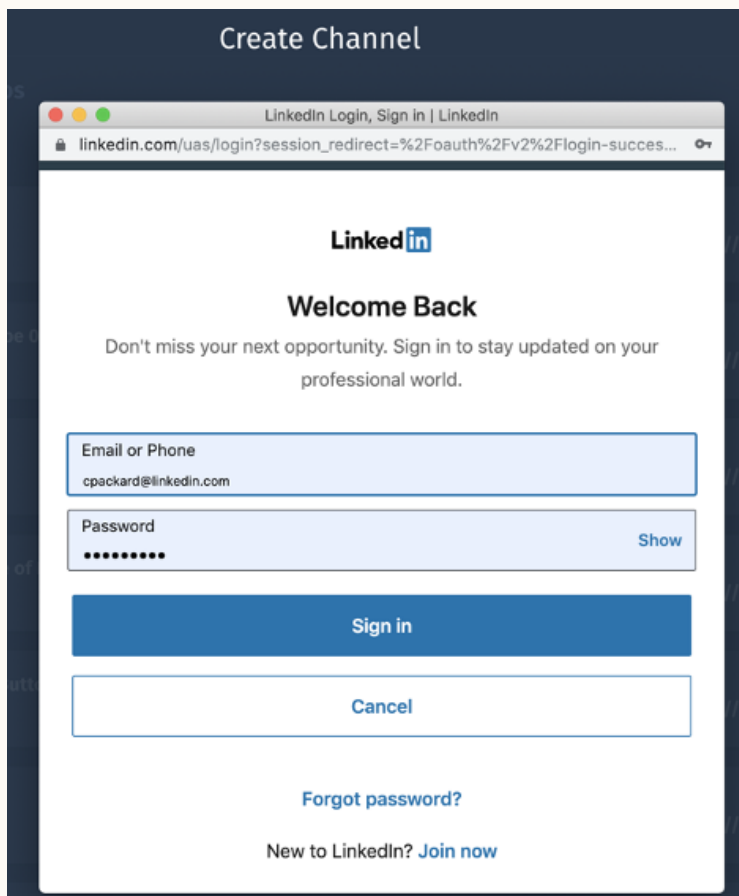 Create Channel
LinkedIn Login, Sign in | LinkedIn
linkedin.com/uas/login?session_redirect=%2Foauth%2Fv2%2Flogin-succes...
Linked in
Welcome Back
Don't miss your next opportunity. Sign in to stay updated on your
professional world.
Email or Phone
cpackard@linkedin.com
Password
•••••••••
Show
Sign in
Cancel
Forgot password?
New to LinkedIn? Join now